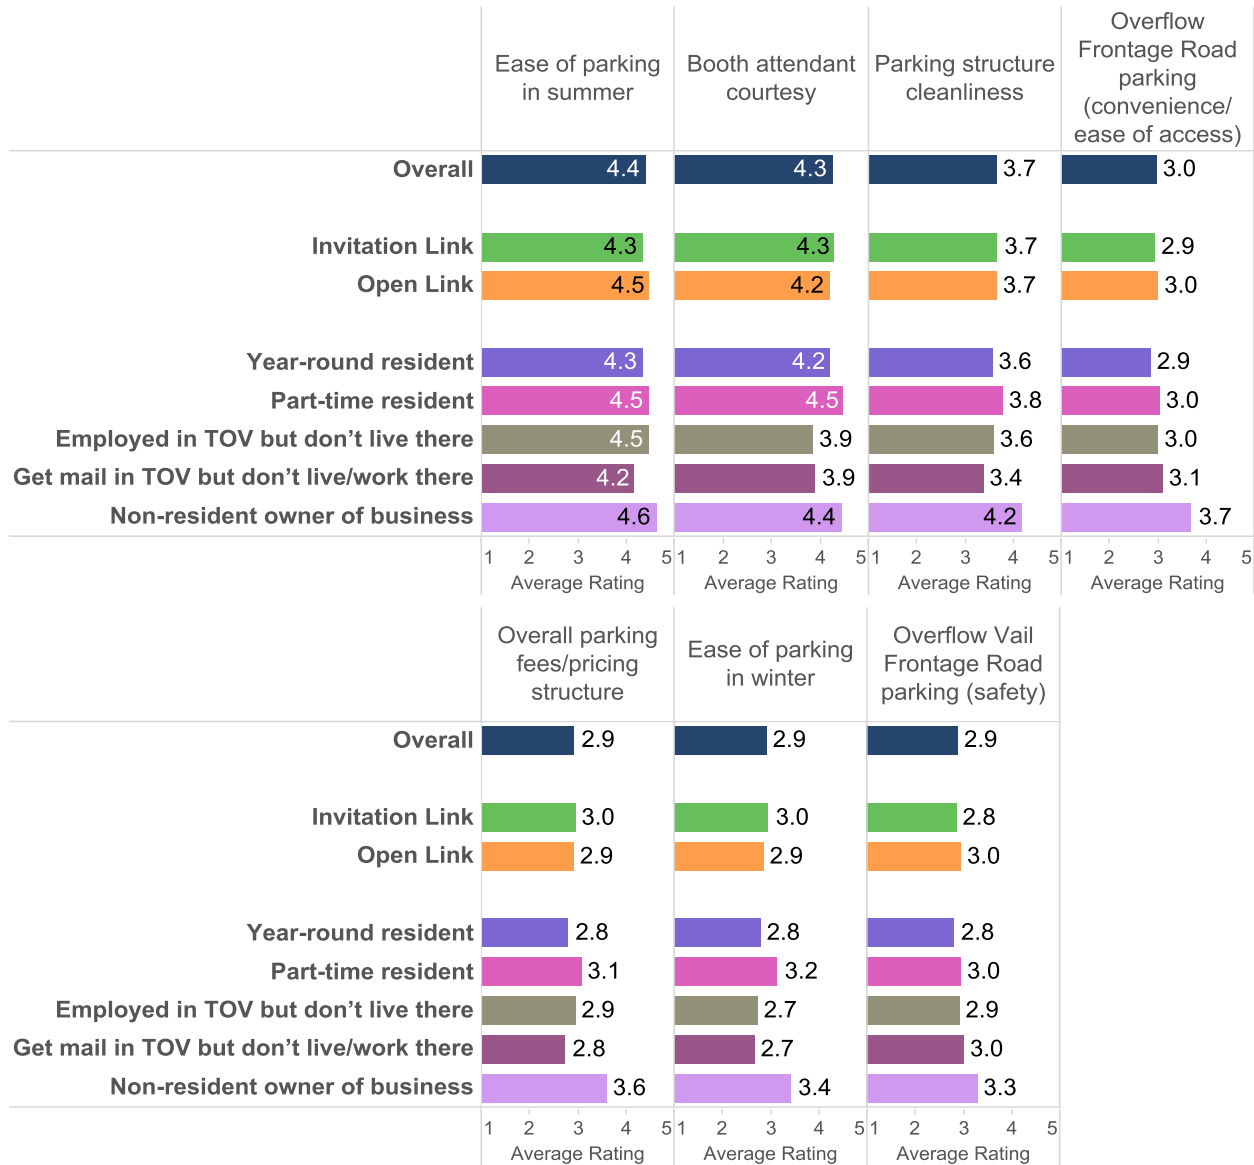 Ease of parking
in summer
Booth attendant
courtesy
Parking structure
cleanliness
Overflow
Frontage Road
parking
(convenience/
ease of access)
Overall 4.4 4.3 3.7 3.0
Invitation Link 4.3 4.3 3.7 2.9
Open Link 4.5 4.2 3.7 3.0
Year-round resident 4.3 4.2 3.6 2.9
Part-time resident 4.5 4.5 3.8 3.0
Employed in TOV but don’t live there 4.5 3.9 3.6 3.0
Get mail in TOV but don’t live/work there 4.2 3.9 3.4 3.1
Non-resident owner of business 4.6 4.4 4.2 3.7
1 2 3 4 5 1 2 3 4 5 1 2 3 4 5 1 2 3 4 5
Average Rating Average Rating Average Rating Average Rating
Overall parking
fees/pricing
structure
Ease of parking
in winter
Overflow Vail
Frontage Road
parking (safety)
Overall 2.9 2.9 2.9
Invitation Link 3.0 3.0 2.8
Open Link 2.9 2.9 3.0
Year-round resident 2.8 2.8 2.8
Part-time resident 3.1 3.2 3.0
Employed in TOV but don’t live there 2.9 2.7 2.9
Get mail in TOV but don’t live/work there 2.8 2.7 3.0
Non-resident owner of business 3.6 3.4 3.3
1 2 3 4 5 1 2 3 4 5 1 2 3 4 5
Average Rating Average Rating Average Rating